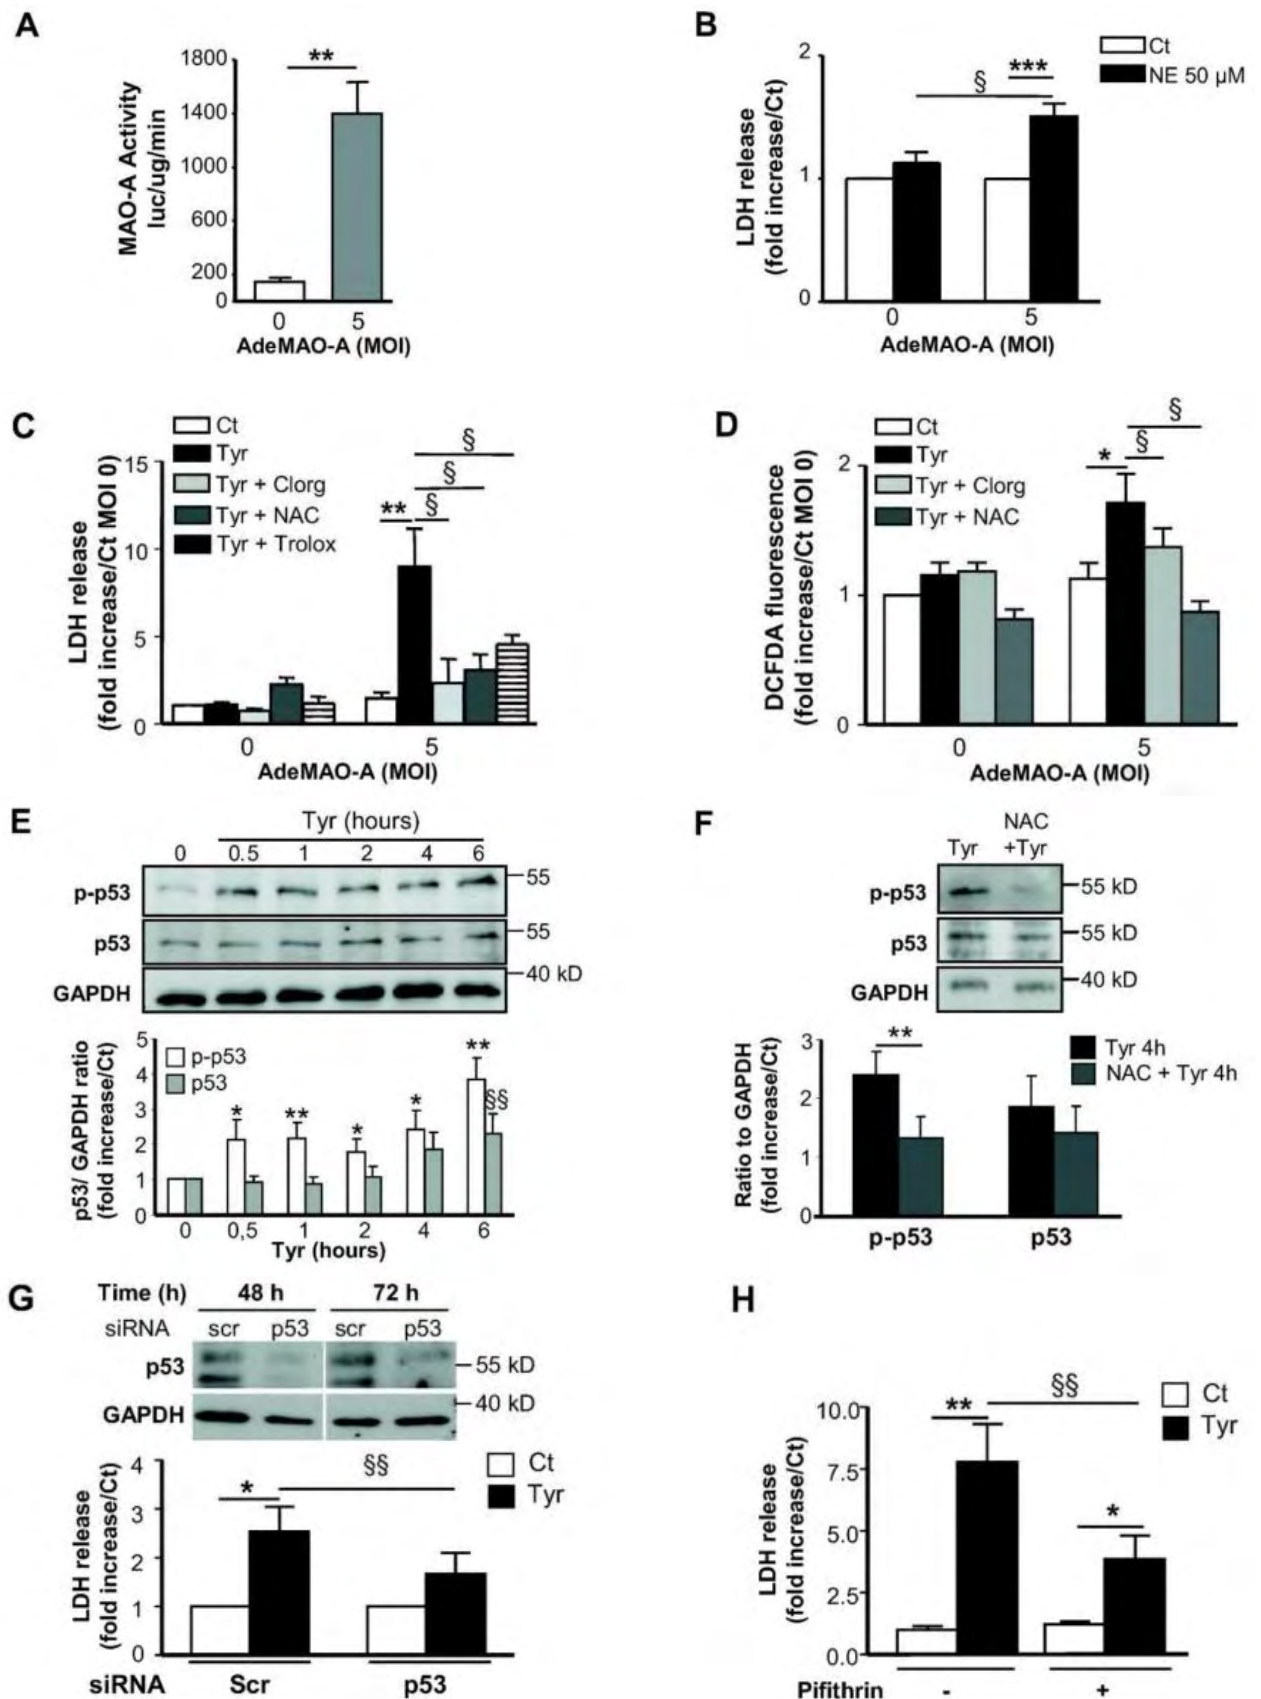 A
MAO-A Activity
luc/ug/min
1800
1400
1000
600
200
0
**
0 5
AdeMAO-A (MOI)
B
LDH release
(fold increase/Ct)
2
1
0
§
***
Ct
NE 50 µM
0 5
AdeMAO-A (MOI)
C
LDH release
(fold increase/Ct MOI 0)
15
10
5
0
Ct
Tyr
Tyr + Clorg
Tyr + NAC
Tyr + Trolox
§
§
** §
0 5
AdeMAO-A (MOI)
D
DCFDA fluorescence
(fold increase/Ct MOI 0)
2
1
0
Ct
Tyr
Tyr + Clorg
Tyr + NAC
§
§
*
0 5
AdeMAO-A (MOI)
E
Tyr (hours)
0 0.5 1 2 4 6
p-p53 55
p53 55
GAPDH 40 kD
p53/ GAPDH ratio
(fold increase/Ct)
5
4
3
2
1
0
p-p53
p53
* ** * * ** §§
0 0,5 1 2 4 6
Tyr (hours)
F
Tyr NAC
+Tyr
p-p53 55 kD
p53 55 kD
GAPDH 40 kD
Ratio to GAPDH
(fold increase/Ct)
3
2
1
0
**
Tyr 4h
NAC + Tyr 4h
p-p53 p53
G
Time (h) 48 h 72 h
siRNA scr p53 scr p53
p53 55 kD
GAPDH 40 kD
LDH release
(fold increase/Ct)
4
3
2
1
0
* §§
Ct
Tyr
siRNA Scr p53
H
LDH release
(fold increase/Ct)
10.0
7.5
5.0
2.5
0.0
** §§
*
Ct
Tyr
Pifithrin - +